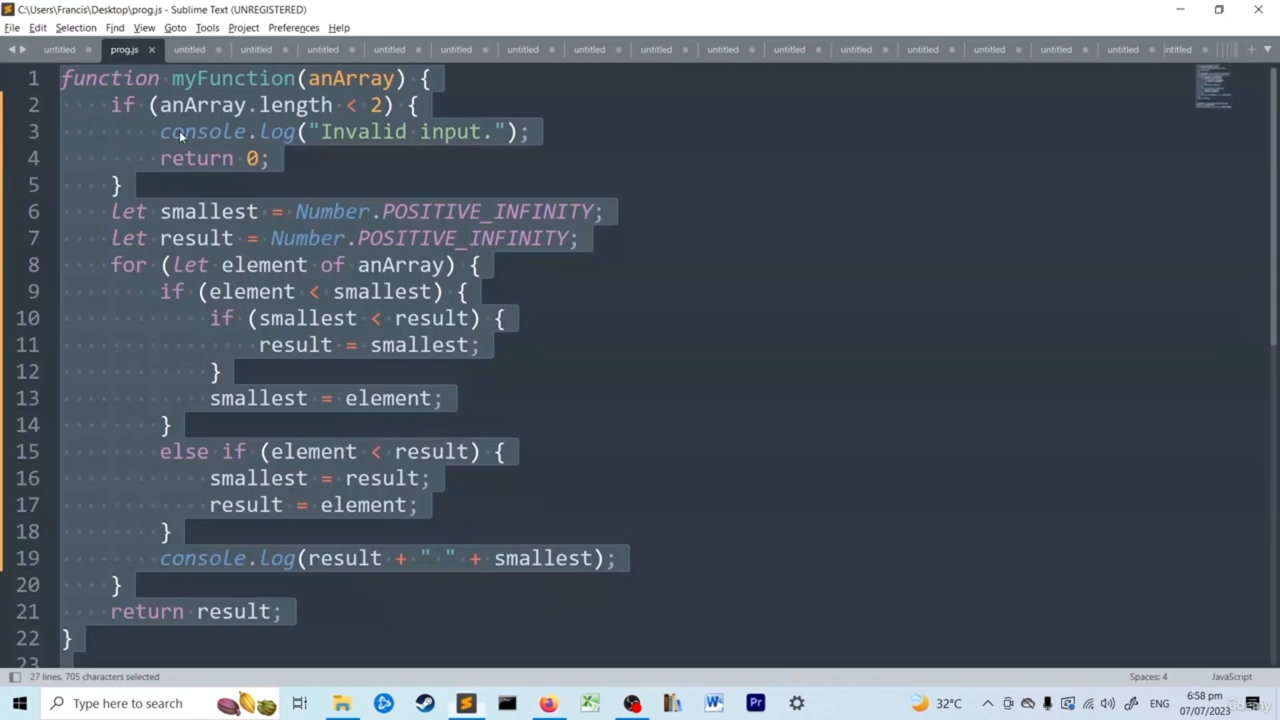 C:\Users\Francis\Desktop\prog.js - Sublime Text (UNREGISTERED)
File Edit Selection Find View Goto Tools Project Preferences Help
untitled prog.js untitled untitled untitled untitled untitled untitled untitled untitled untitled untitled untitled untitled untitled untitled untitled ntitled
1 function myFunction(anArray) {
2 if (anArray.length < 2) {
3 console.log("Invalid input.");
4 return 0;
5 }
6 let smallest = Number.POSITIVE_INFINITY;
7 let result = Number.POSITIVE_INFINITY;
8 for (let element of anArray) {
9 if (element < smallest) {
10 if (smallest < result) {
11 result = smallest;
12 }
13 smallest = element;
14 }
15 else if (element < result) {
16 smallest = result;
17 result = element;
18 }
19 console.log(result + " " + smallest);
20 }
21 return result;
22 }
23
27 lines, 705 characters selected Spaces: 4 JavaScript
Type here to search 32°C ENG 6:58 pm
07/07/2023
Udemy